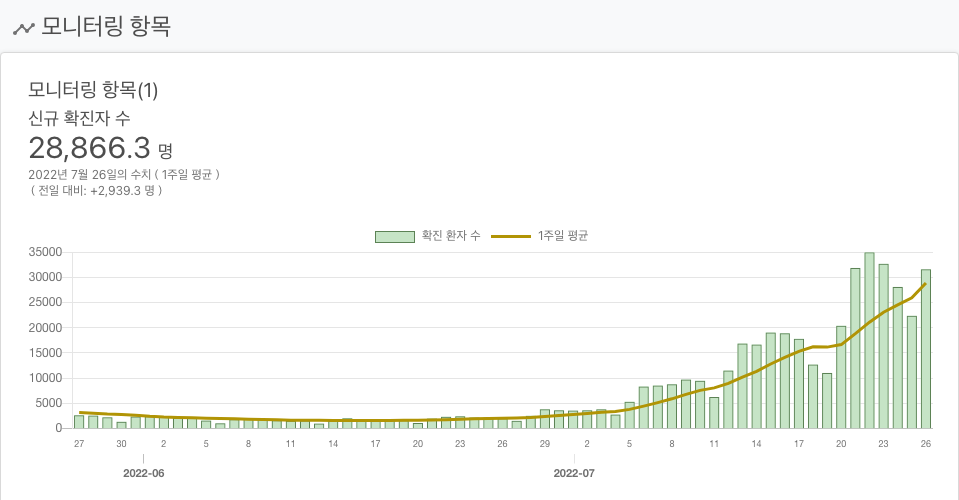 모니터링 항목
모니터링 항목(1)
신규 확진자 수
28,866.3 명
2022년 7월 26일의 수치 ( 1주일 평균 )
( 전일 대비: +2,939.3 명 )
확진 환자 수 1주일 평균
35000
30000
25000
20000
15000
10000
5000
0
27 30 2 5 8 11 14 17 20 23 26 29 2 5 8 11 14 17 20 23 26
2022-06 2022-07